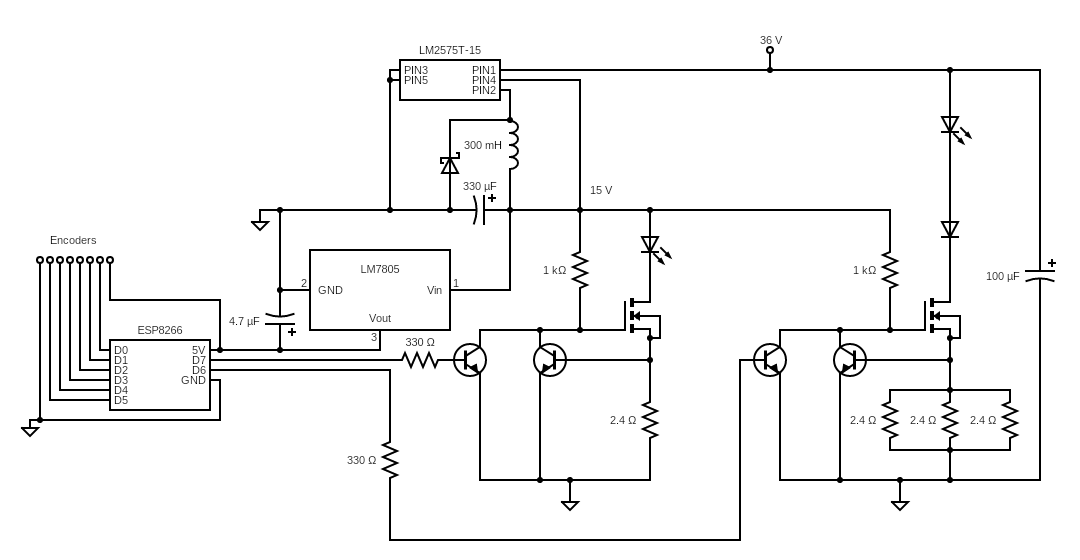 36 V
LM2575T-15
PIN3 PIN1
PIN5 PIN4
PIN2
300 mH
330 µF
15 V
Encoders
LM7805
1 kΩ
1 kΩ
100 µF
2 GND Vin 1
4.7 µF
Vout
3
ESP8266
330 Ω
D0 5V
D1 D7
D2 D6
D3 GND
D4
D5
2.4 Ω
2.4 Ω
2.4 Ω
2.4 Ω
330 Ω